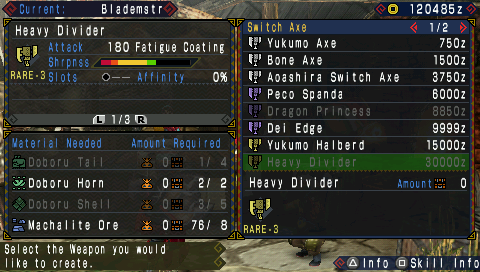 Current: Blademstr
120485z
Heavy Divider
Attack 180 Fatigue Coating
Shrpnss
RARE-3 Slots ―― Affinity 0%
L 1/3 R
Material Needed Amount Required
Doboru Tail 0 1/ 4
Doboru Horn 0 2/ 2
Doboru Shell 0 3/ 5
Machalite Ore 0 76/ 8
Select the Weapon you would
like to create.
Switch Axe 1/2
Yukumo Axe 750z
Bone Axe 1500z
Aoashira Switch Axe 3750z
Peco Spanda 6000z
Dragon Princess 8850z
Dei Edge 9999z
Yukumo Halberd 15000z
Heavy Divider 30000z
Heavy Divider Amount 0
RARE-3
Info Skill Info